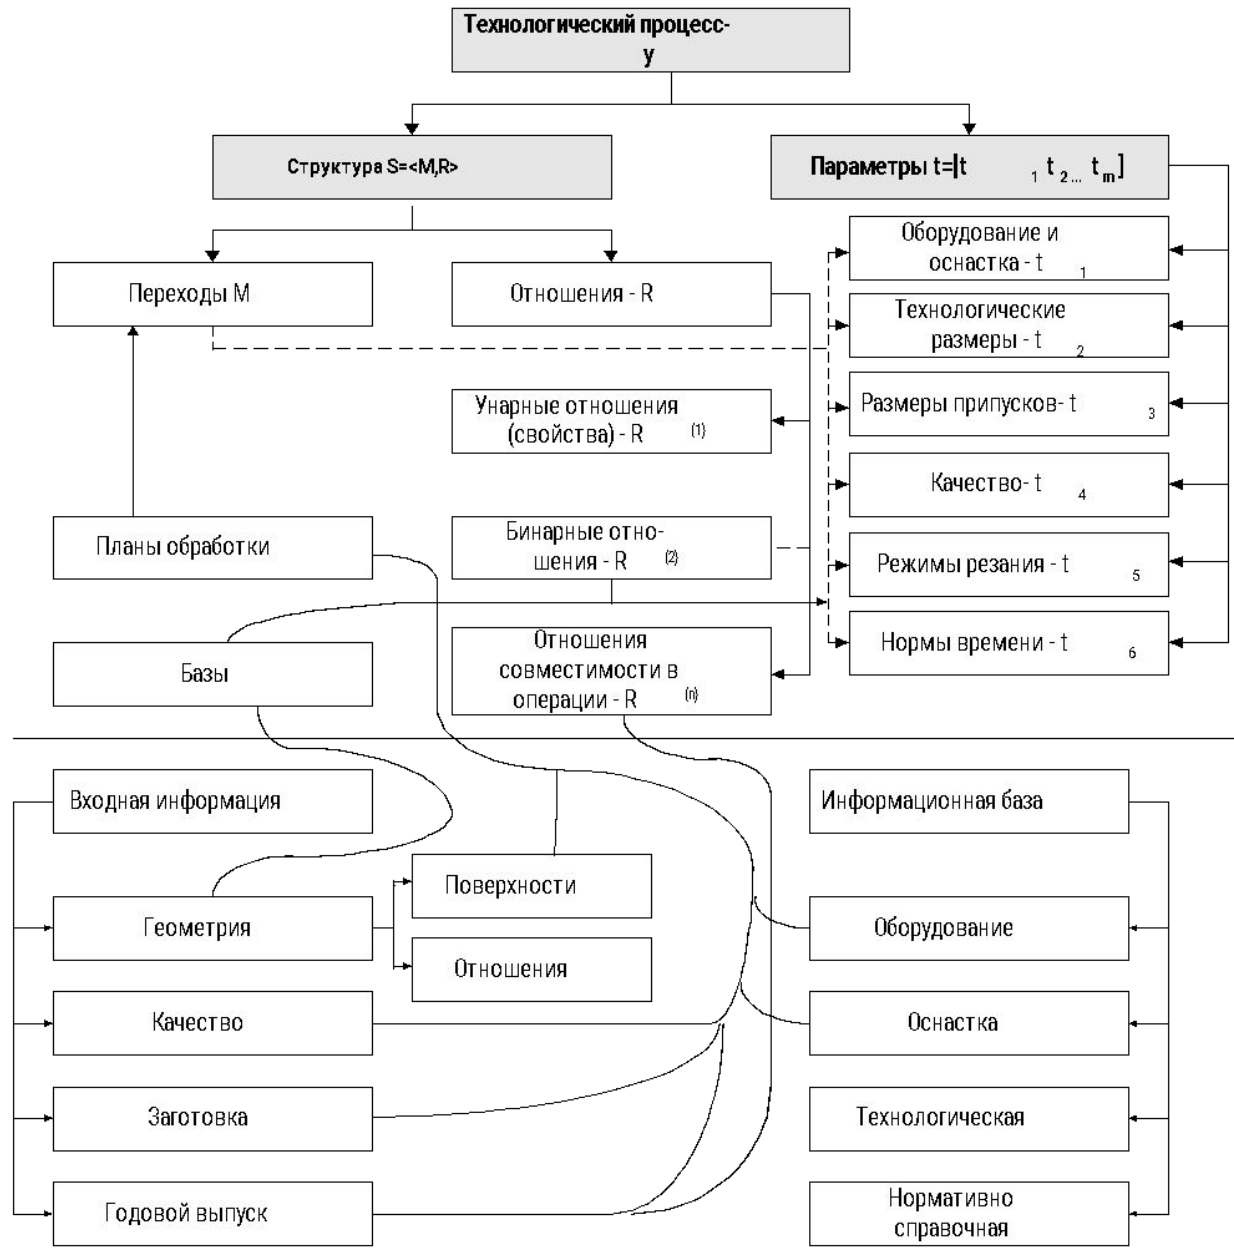 Технологический процесс-
y
Структура S=<M,R>
Параметры t=|t 1 t 2... t m]
Оборудование и
оснастка - t 1
Переходы M
Отношения - R
Технологические
размеры - t 2
Унарные отношения
(свойства) - R (1)
Размеры припусков- t 3
Качество- t 4
Планы обработки
Бинарные отно-
шения - R (2)
Режимы резания - t 5
Базы
Отношения
совместимости в
операции - R (n)
Нормы времени - t 6
Входная информация
Информационная база
Поверхности
Геометрия
Оборудование
Отношения
Качество
Оснастка
Заготовка
Технологическая
Годовой выпуск
Нормативно
справочная